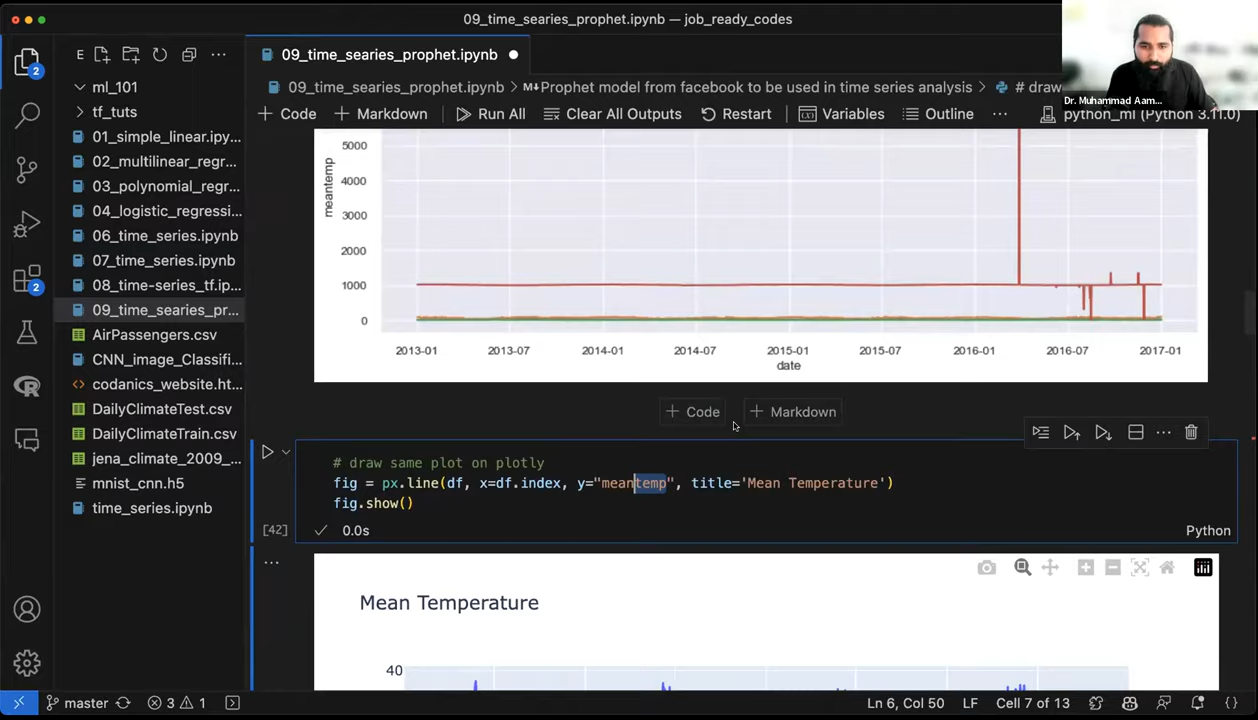 09_time_searies_prophet.ipynb — job_ready_codes
E
09_time_searies_prophet.ipynb
ml_101
tf_tuts
01_simple_linear.ipy...
02_multilinear_regr...
03_polynomial_regr...
04_logistic_regressi...
06_time_series.ipynb
07_time_series.ipynb
08_time-series_tf.ip...
09_time_searies_pr...
AirPassengers.csv
CNN_image_Classifi...
codanics_website.ht...
DailyClimateTest.csv
DailyClimateTrain.csv
jena_climate_2009_...
mnist_cnn.h5
time_series.ipynb
2
2
09_time_searies_prophet.ipynb > M↓Prophet model from facebook to be used in time series analysis > # draw
+ Code + Markdown Run All Clear All Outputs Restart Variables Outline ... python_ml (Python 3.11.0)
Dr. Muhammad Aam...
meantemp
5000
4000
3000
2000
1000
0
2013-01 2013-07 2014-01 2014-07 2015-01 2015-07 2016-01 2016-07 2017-01
date
+ Code + Markdown
# draw same plot on plotly
fig = px.line(df, x=df.index, y="meantemp", title='Mean Temperature')
fig.show()
[42] 0.0s Python
Mean Temperature
40
master 3 1 Ln 6, Col 50 LF Cell 7 of 13